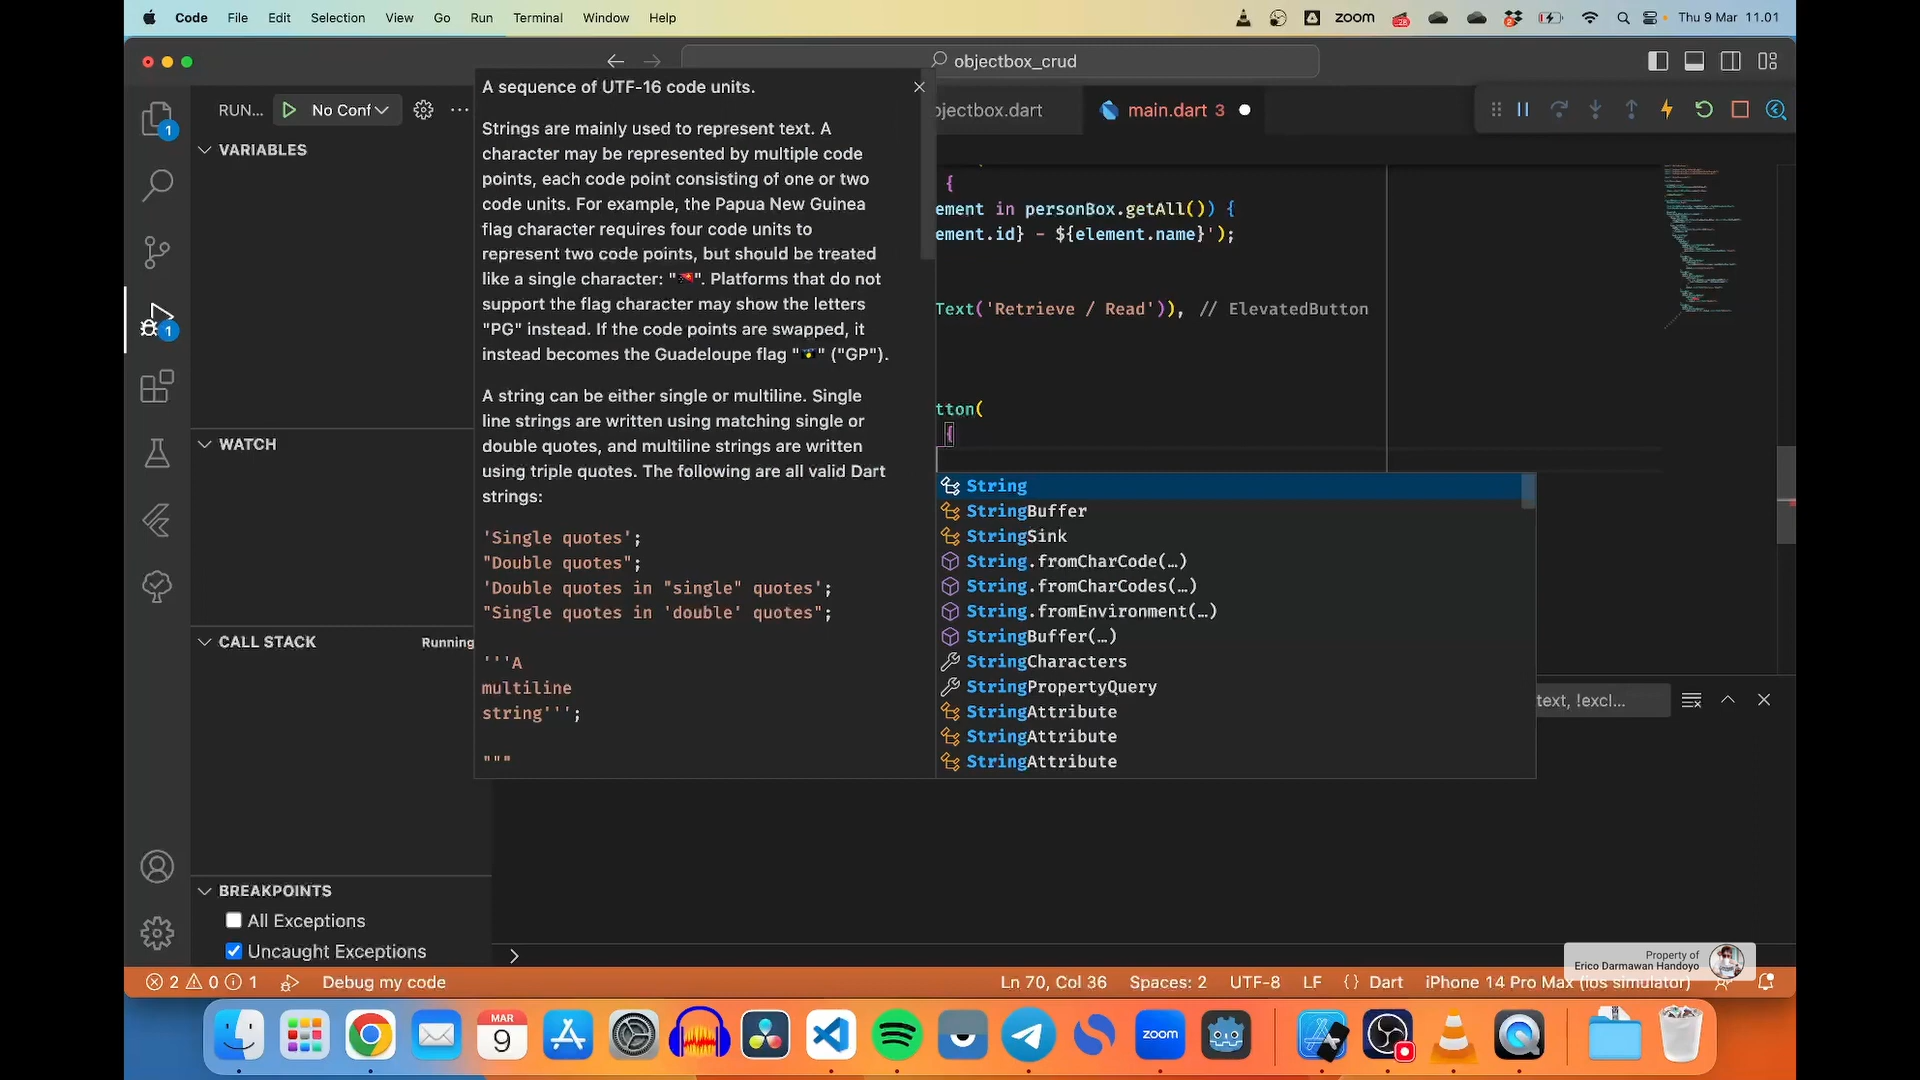 Code File Edit Selection View Go Run Terminal Window Help zoom Thu 9 Mar 11.01
objectbox_crud
RUN... No Conf
VARIABLES
WATCH
CALL STACK Running
BREAKPOINTS
All Exceptions
Uncaught Exceptions
A sequence of UTF-16 code units.
Strings are mainly used to represent text. A
character may be represented by multiple code
points, each code point consisting of one or two
code units. For example, the Papua New Guinea
flag character requires four code units to
represent two code points, but should be treated
like a single character: "🇵🇬". Platforms that do not
support the flag character may show the letters
"PG" instead. If the code points are swapped, it
instead becomes the Guadeloupe flag "🇬🇵" ("GP").
A string can be either single or multiline. Single
line strings are written using matching single or
double quotes, and multiline strings are written
using triple quotes. The following are all valid Dart
strings:
'Single quotes';
"Double quotes";
'Double quotes in "single" quotes';
"Single quotes in 'double' quotes";
'''A
multiline
string''';
"""
bjectbox.dart main.dart 3
{
ement in personBox.getAll()) {
ement.id} - ${element.name}');
Text('Retrieve / Read')), // ElevatedButton
tton(
{
String
StringBuffer
StringSink
String.fromCharCode(…)
String.fromCharCodes(…)
String.fromEnvironment(…)
StringBuffer(…)
StringCharacters
StringPropertyQuery
StringAttribute
StringAttribute
StringAttribute
text, !excl...
Property of
Erico Darmawan Handoyo
2 0 1 Debug my code Ln 70, Col 36 Spaces: 2 UTF-8 LF {} Dart iPhone 14 Pro Max (ios simulator)
MAR
9
zoom